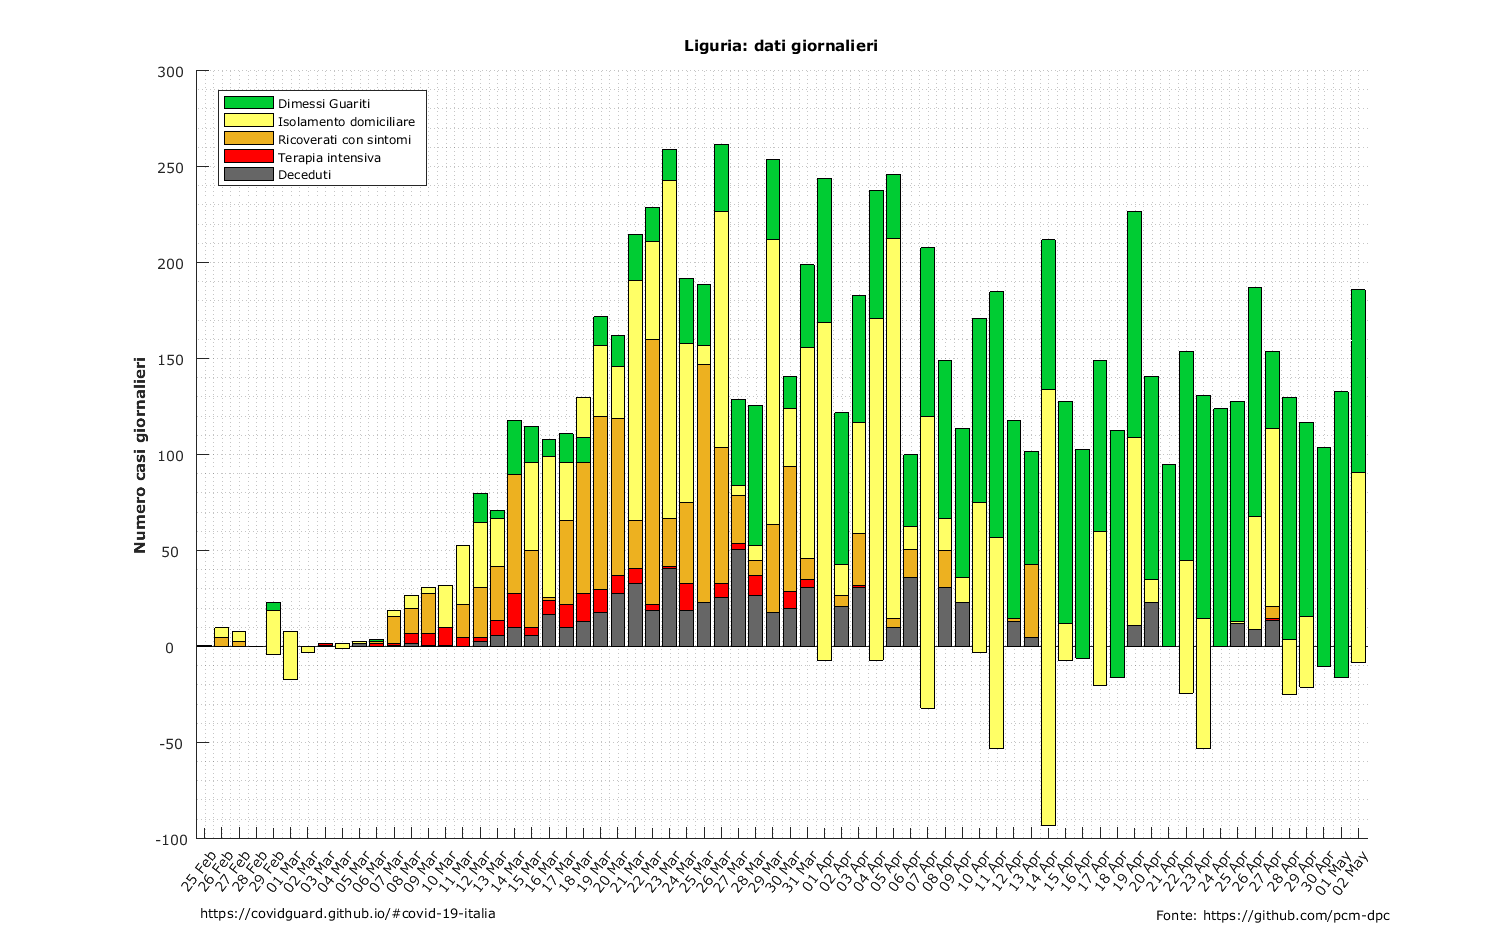 Liguria: dati giornalieri
300
250
200
150
100
50
0
-50
-100
Numero casi giornalieri
Dimessi Guariti
Isolamento domiciliare
Ricoverati con sintomi
Terapia intensiva
Deceduti
25 Feb
26 Feb
27 Feb
28 Feb
29 Feb
01 Mar
02 Mar
03 Mar
04 Mar
05 Mar
06 Mar
07 Mar
08 Mar
09 Mar
10 Mar
11 Mar
12 Mar
13 Mar
14 Mar
15 Mar
16 Mar
17 Mar
18 Mar
19 Mar
20 Mar
21 Mar
22 Mar
23 Mar
24 Mar
25 Mar
26 Mar
27 Mar
28 Mar
29 Mar
30 Mar
31 Mar
01 Apr
02 Apr
03 Apr
04 Apr
05 Apr
06 Apr
07 Apr
08 Apr
09 Apr
10 Apr
11 Apr
12 Apr
13 Apr
14 Apr
15 Apr
16 Apr
17 Apr
18 Apr
19 Apr
20 Apr
21 Apr
22 Apr
23 Apr
24 Apr
25 Apr
26 Apr
27 Apr
28 Apr
29 Apr
30 Apr
01 May
02 May
https://covidguard.github.io/#covid-19-italia
Fonte: https://github.com/pcm-dpc